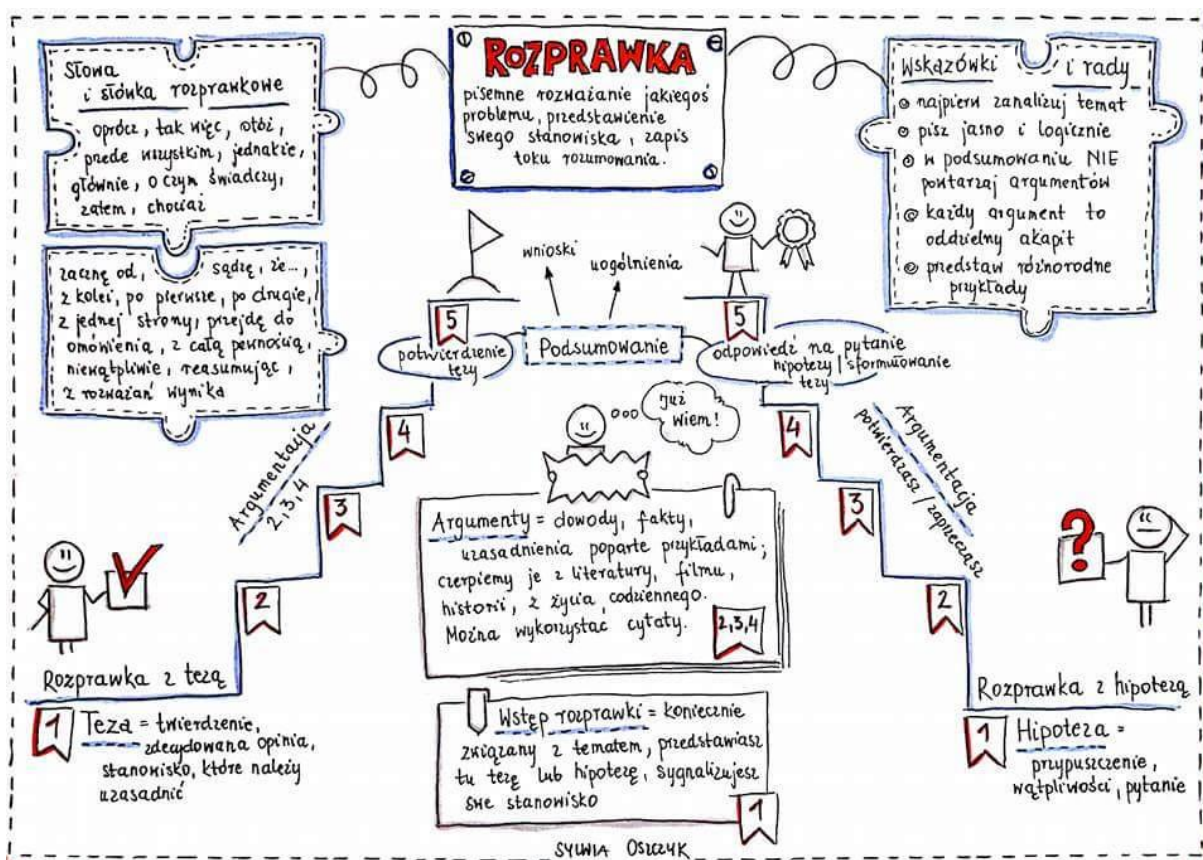 ROZPRAWKA
pisemne rozważanie jakiegoś
problemu, przedstawienie
swego stanowiska, zapis
toku rozumowania.
Słowa
i słówka rozprawkowe
oprócz, tak więc, otóż,
przede wszystkim, jednakże,
głównie, o czym świadczy,
zatem, chociaż
zacznę od, sądzę, że...,
z kolei, po pierwsze, po drugie,
z jednej strony, przejdę do
omówienia, z całą pewnością,
niewątpliwie, reasumując,
z rozważań wynika
Wskazówki i rady
najpierw zanalizuj temat
pisz jasno i logicznie
w podsumowaniu NIE
powtarzaj argumentów
każdy argument to
oddzielny akapit
przedstaw różnorodne
przykłady
wnioski
uogólnienia
5
5
potwierdzenie
tezy
Podsumowanie
odpowiedź na pytanie
hipotezy / sformułowanie
tezy
już
wiem!
4
4
3
3
2
2
Argumentacja
2,3,4
Argumentacja
potwierdzasz / zaprzeczasz
Argumenty = dowody, fakty,
uzasadnienia poparte przykładami;
czerpiemy je z literatury, filmu,
historii, z życia codziennego.
Można wykorzystać cytaty.
2,3,4
?
Rozprawka z tezą
1
Teza = twierdzenie,
zdecydowana opinia,
stanowisko, które należy
uzasadnić
Wstęp rozprawki = koniecznie
związany z tematem, przedstawiasz
tu tezę lub hipotezę, sygnalizujesz
swe stanowisko
1
Rozprawka z hipotezą
1
Hipoteza =
przypuszczenie,
wątpliwości, pytanie
SYLWIA OSZCZYK